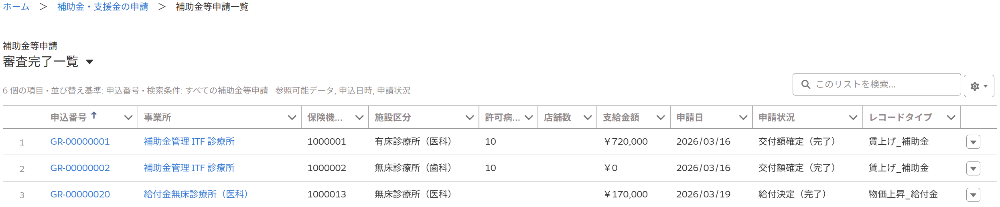 ホーム ＞ 補助金・支援金の申請 ＞ 補助金等申請一覧
補助金等申請
審査完了一覧
6 個の項目 • 並び替え基準: 申込番号 • 検索条件: すべての補助金等申請 - 参照可能データ, 申込日時, 申請状況
このリストを検索...
申込番号 ↑ 事業所 保険機... 施設区分 許可病... 店舗数 支給金額 申請日 申請状況 レコードタイプ
1 GR-00000001 補助金管理 ITF 診療所 1000001 有床診療所（医科） 10 ￥720,000 2026/03/16 交付額確定（完了） 賃上げ_補助金
2 GR-00000002 補助金管理 ITF 診療所 1000002 無床診療所（歯科） 10 ￥0 2026/03/16 交付額確定（完了） 賃上げ_補助金
3 GR-00000020 給付金無床診療所（医科） 1000013 無床診療所（医科） ￥170,000 2026/03/19 給付決定（完了） 物価上昇_給付金